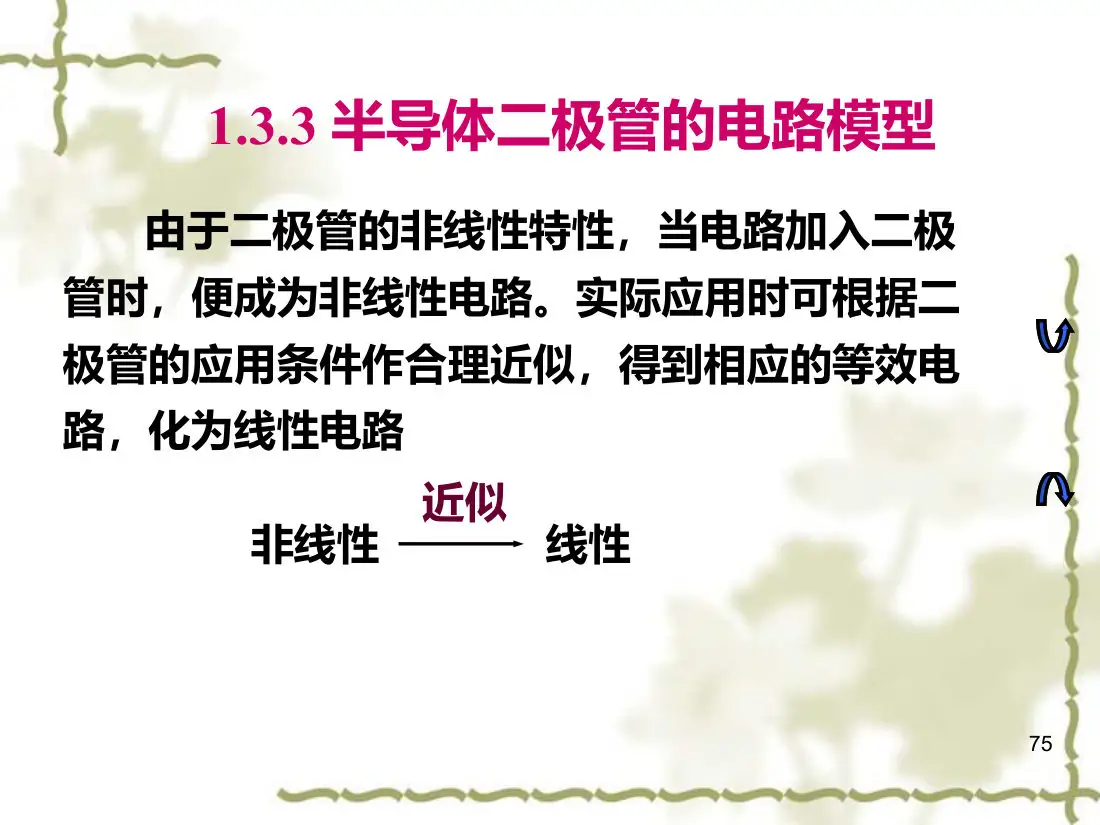 1.3.3 半导体二极管的电路模型
由于二极管的非线性特性，当电路加入二极
管时，便成为非线性电路。实际应用时可根据二
极管的应用条件作合理近似，得到相应的等效电
路，化为线性电路
近似
非线性 线性
75